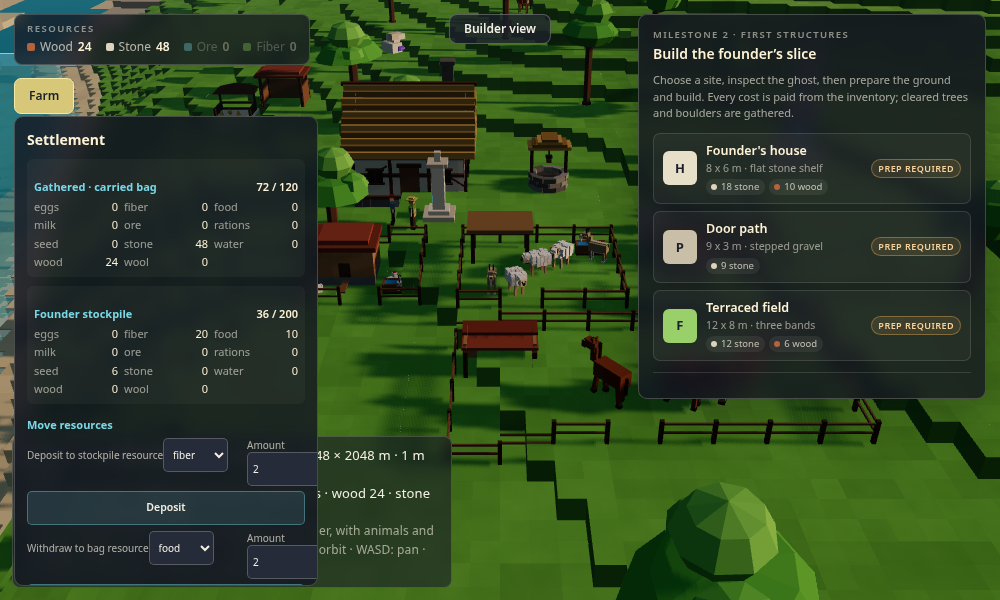 RESOURCES
Wood 24 Stone 48 Ore 0 Fiber 0
Builder view
Farm
Settlement
Gathered · carried bag 72 / 120
eggs 0 fiber 0 food 0
milk 0 ore 0 rations 0
seed 0 stone 48 water 0
wood 24 wool 0
Founder stockpile 36 / 200
eggs 0 fiber 20 food 10
milk 0 ore 0 rations 0
seed 6 stone 0 water 0
wood 0 wool 0
Move resources
Deposit to stockpile resource fiber Amount 2
Deposit
Withdraw to bag resource food Amount 2
48 × 2048 m · 1 m
s · wood 24 · stone
er, with animals and
orbit · WASD: pan ·
MILESTONE 2 · FIRST STRUCTURES
Build the founder's slice
Choose a site, inspect the ghost, then prepare the ground
and build. Every cost is paid from the inventory; cleared trees
and boulders are gathered.
H
Founder's house
8 x 6 m · flat stone shelf
18 stone 10 wood
PREP REQUIRED
P
Door path
9 x 3 m · stepped gravel
9 stone
PREP REQUIRED
F
Terraced field
12 x 8 m · three bands
12 stone 6 wood
PREP REQUIRED